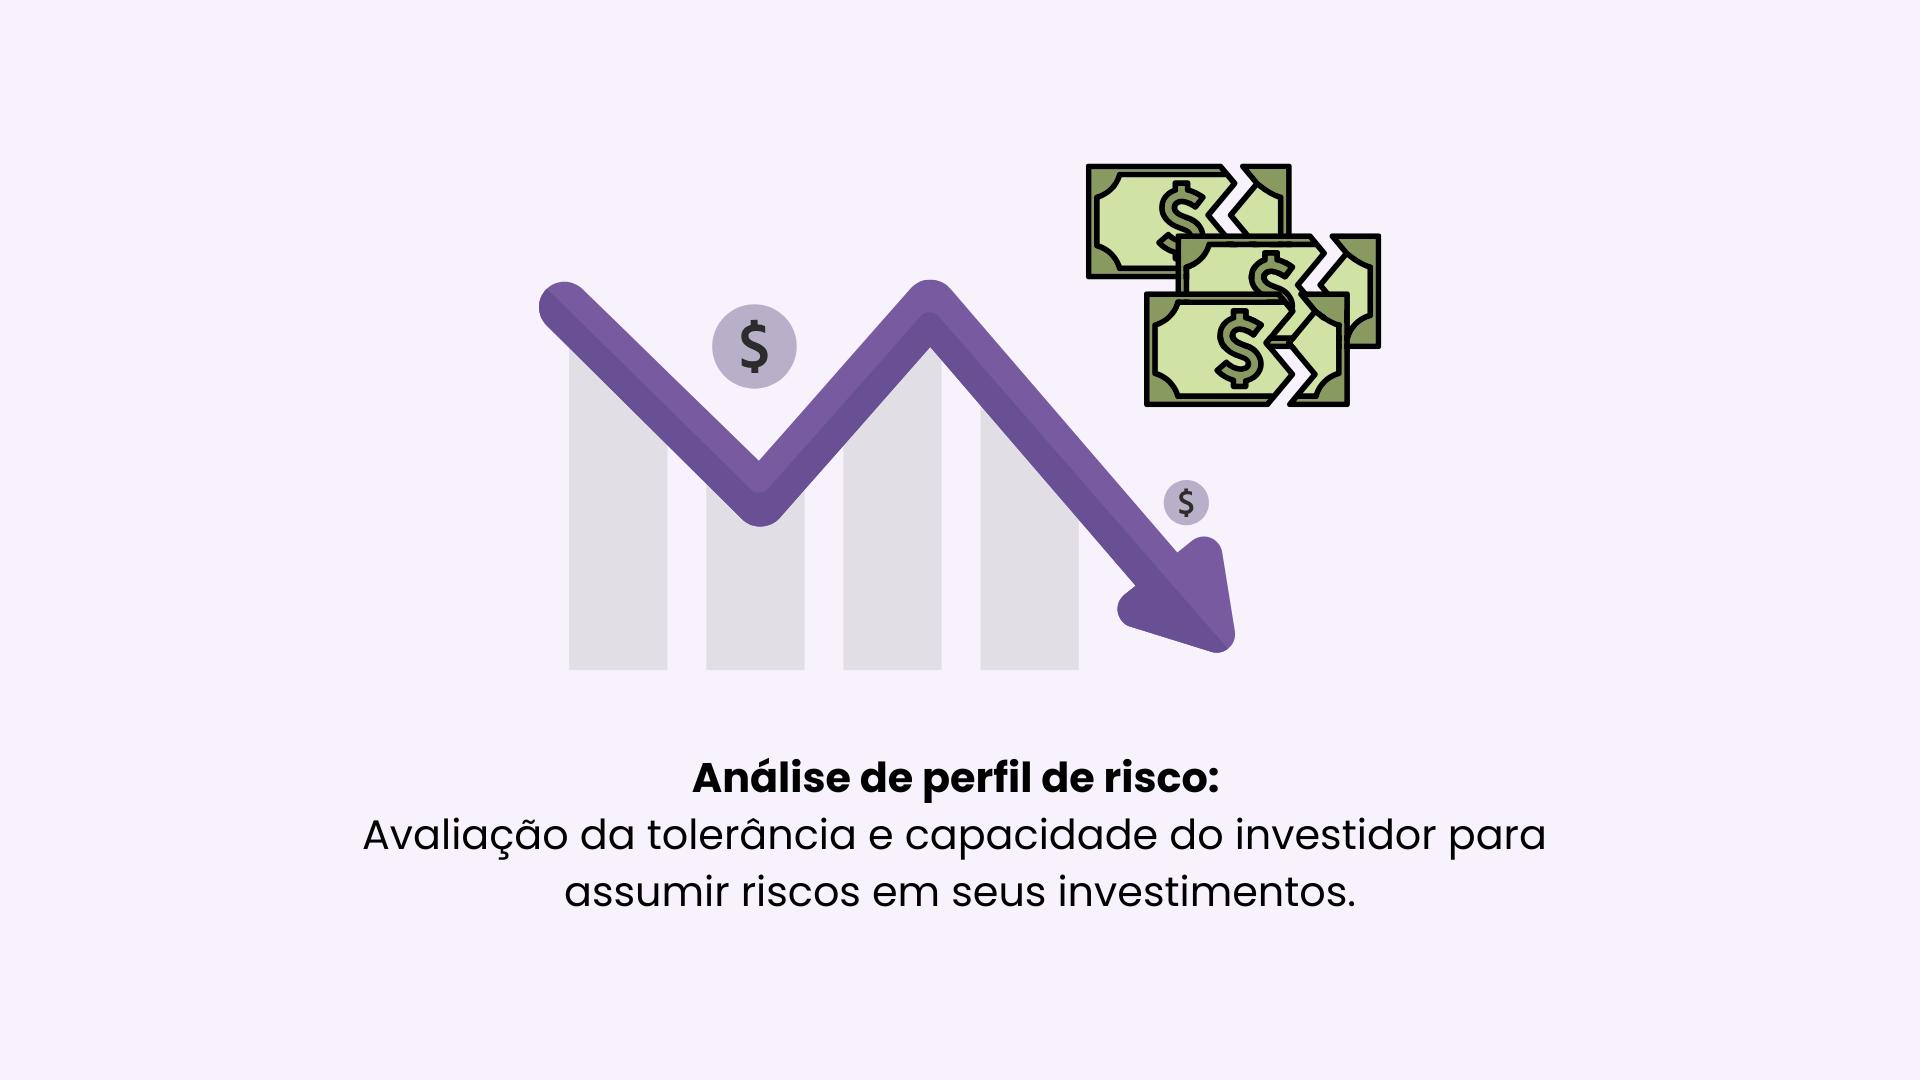 $
$
$
$
$
Análise de perfil de risco:
Avaliação da tolerância e capacidade do investidor para
assumir riscos em seus investimentos.